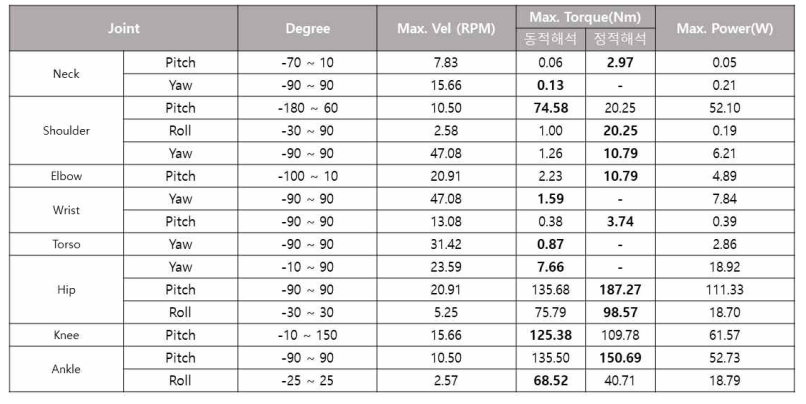 Joint Degree Max. Vel (RPM) Max. Torque(Nm) Max. Power(W)
동적해석 정적해석
Neck Pitch -70 ~ 10 7.83 0.06 2.97 0.05
Yaw -90 ~ 90 15.66 0.13 - 0.21
Shoulder Pitch -180 ~ 60 10.50 74.58 20.25 52.10
Roll -30 ~ 90 2.58 1.00 20.25 0.19
Yaw -90 ~ 90 47.08 1.26 10.79 6.21
Elbow Pitch -100 ~ 10 20.91 2.23 10.79 4.89
Wrist Yaw -90 ~ 90 47.08 1.59 - 7.84
Pitch -90 ~ 90 13.08 0.38 3.74 0.39
Torso Yaw -90 ~ 90 31.42 0.87 - 2.86
Hip Yaw -10 ~ 90 23.59 7.66 - 18.92
Pitch -90 ~ 90 20.91 135.68 187.27 111.33
Roll -30 ~ 30 5.25 75.79 98.57 18.70
Knee Pitch -10 ~ 150 15.66 125.38 109.78 61.57
Ankle Pitch -90 ~ 90 10.50 135.50 150.69 52.73
Roll -25 ~ 25 2.57 68.52 40.71 18.79